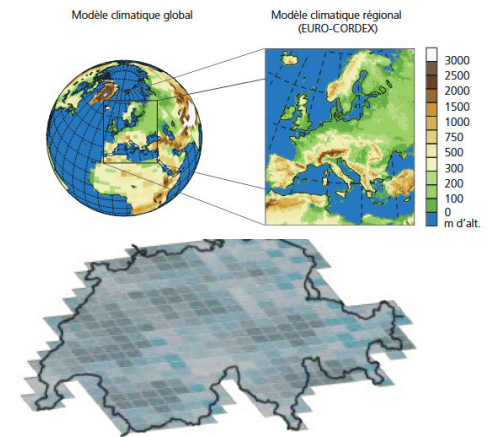 Modèle climatique global
Modèle climatique régional
(EURO-CORDEX)
3000
2500
2000
1500
1000
750
500
300
200
100
0
m d'alt.